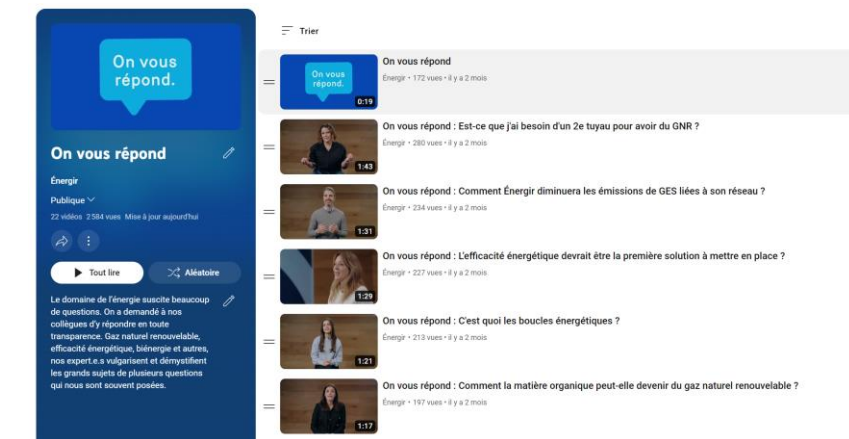 On vous
répond.
On vous répond
Énergir
Publique
22 vidéos 2 584 vues Mise à jour aujourd'hui
Tout lire
Aléatoire
Le domaine de l'énergie suscite beaucoup
de questions. On a demandé à nos
collègues d'y répondre en toute
transparence. Gaz naturel renouvelable,
efficacité énergétique, biénergie et autres,
nos expert.e.s vulgarisent et démystifient
les grands sujets de plusieurs questions
qui nous sont souvent posées.
Trier
On vous
répond.
0:19
On vous répond
Énergir • 172 vues • il y a 2 mois
1:43
On vous répond : Est-ce que j'ai besoin d'un 2e tuyau pour avoir du GNR ?
Énergir • 280 vues • il y a 2 mois
1:31
On vous répond : Comment Énergir diminuera les émissions de GES liées à son réseau ?
Énergir • 234 vues • il y a 2 mois
1:29
On vous répond : L'efficacité énergétique devrait être la première solution à mettre en place ?
Énergir • 227 vues • il y a 2 mois
1:21
On vous répond : C'est quoi les boucles énergétiques ?
Énergir • 213 vues • il y a 2 mois
1:17
On vous répond : Comment la matière organique peut-elle devenir du gaz naturel renouvelable ?
Énergir • 197 vues • il y a 2 mois